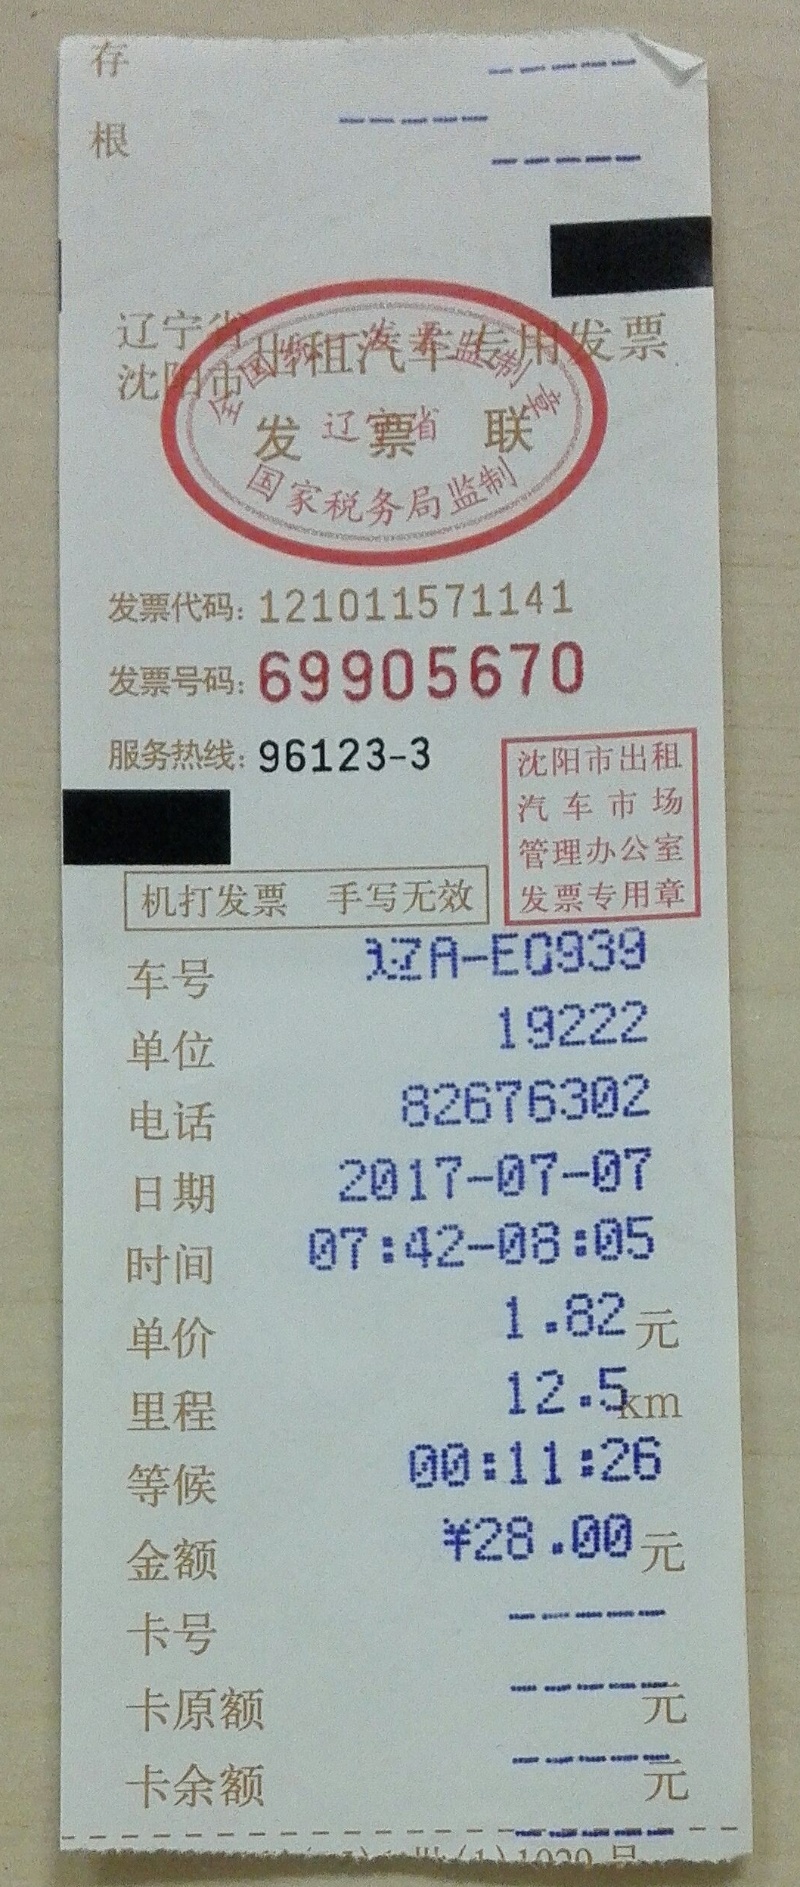 存
根
辽宁省
沈阳市
出租汽车专用发票
全国统一发票监制章
辽宁省
发 票 联
国家税务局监制
发票代码: 121011571141
发票号码: 69905670
服务热线: 96123-3
沈阳市出租
汽车市场
管理办公室
发票专用章
机打发票 手写无效
车号
单位 19222
电话 82676302
日期 2017-07-07
时间 07:42-08:05
单价 1.82元
里程 12.5km
等候 00:11:26
金额 ¥28.00元
卡号 -----
卡原额 -----元
卡余额 -----元